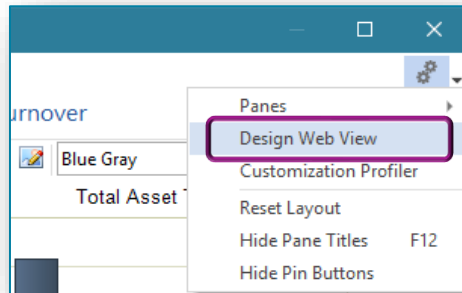 urnover
Panes
Design Web View
Blue Gray
Customization Profiler
Total Asset
Reset Layout
Hide Pane Titles F12
Hide Pin Buttons